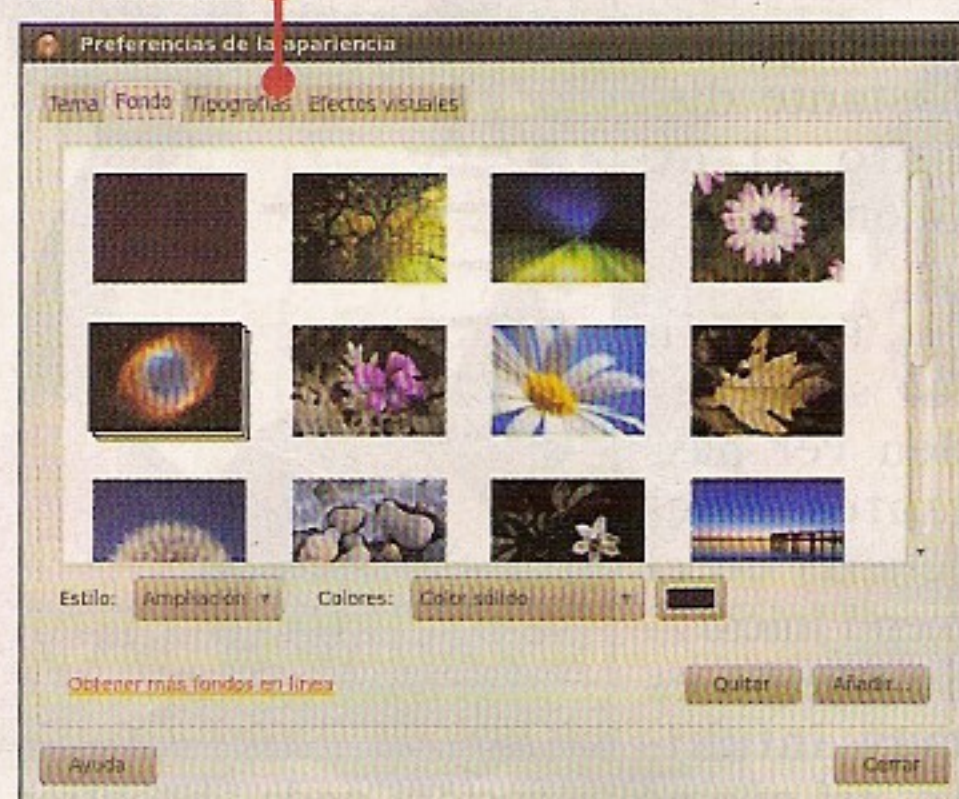 Preferencias de la apariencia
Tema Fondo Tipografías Efectos visuales
Estilo: Ampliación Colores: Color sólido
Obtener más fondos en línea Quitar Añadir...
Ayuda Cerrar